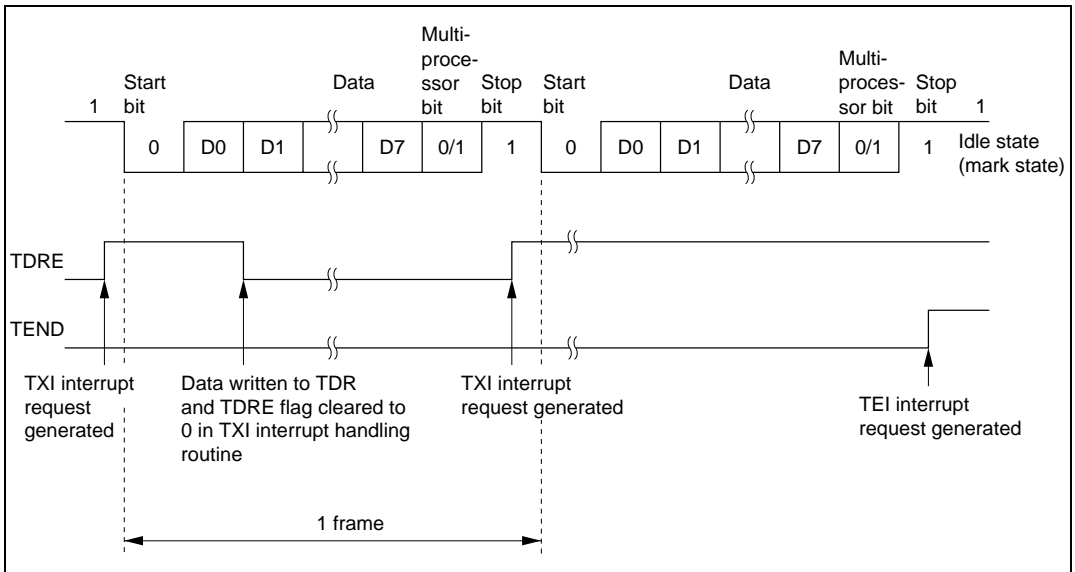 Multi-
proce-
ssor
bit
Start
bit
Data
Stop
bit
Start
bit
Data
Multi-
proces-
sor bit
Stop
bit
1
1
0
D0
D1
D7
0/1
1
0
D0
D1
D7
0/1
1
Idle state
(mark state)
TDRE
TEND
TXI interrupt
request
generated
Data written to TDR
and TDRE flag cleared to
0 in TXI interrupt handling
routine
TXI interrupt
request generated
TEI interrupt
request generated
1 frame